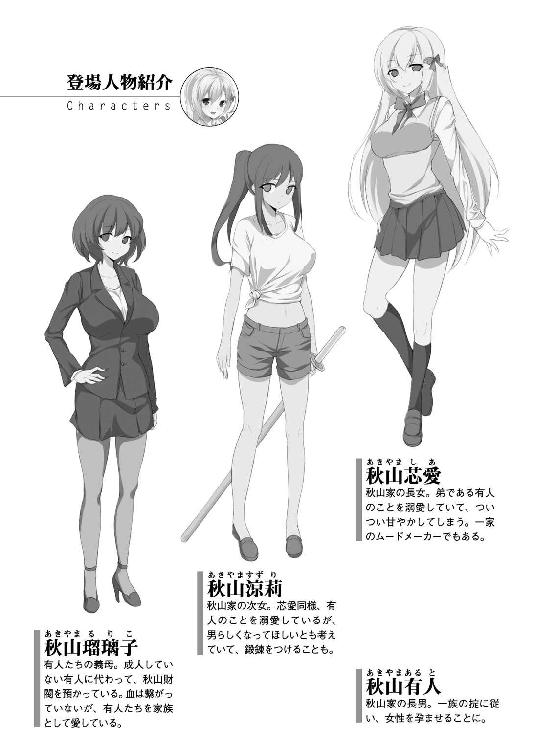 登場人物紹介
Characters
あきやま し あ
秋山芯愛
秋山家の長女。弟である有人
のことを溺愛していて、つい
つい甘やかしてしまう。一家
のムードメーカーでもある。
あきやますずり
秋山涼莉
秋山家の次女。芯愛同様、有
人のことを溺愛しているが、
男らしくなってほしいとも考え
ていて、鍛練をつけることも。
あきやま る り こ
秋山瑠璃子
有人たちの義母。成人してい
ない有人に代わって、秋山財
閥を預かっている。血は繋がっ
ていないが、有人たちを家族
として愛している。
あきやまあると
秋山有人
秋山家の長男。一族の掟に従
い、女性を孕ませることに。